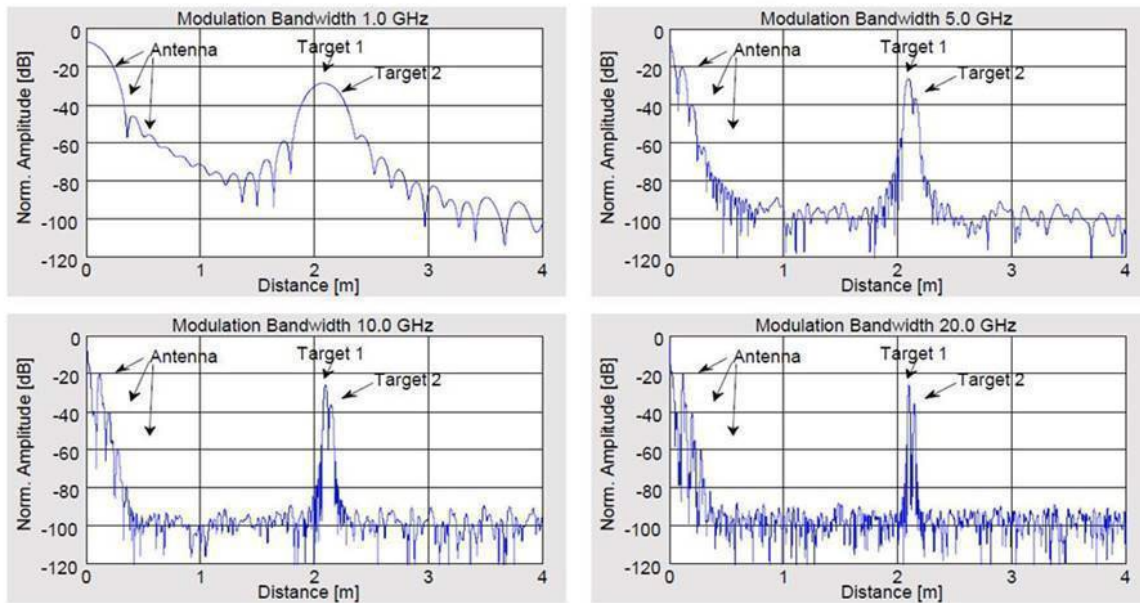 Modulation Bandwidth 1.0 GHz
Norm. Amplitude [dB]
0
-20
-40
-60
-80
-100
-120
Antenna
Target 1
Target 2
0 1 2 3 4
Distance [m]
Modulation Bandwidth 5.0 GHz
Norm. Amplitude [dB]
0
-20
-40
-60
-80
-100
-120
Antenna
Target 1
Target 2
0 1 2 3 4
Distance [m]
Modulation Bandwidth 10.0 GHz
Norm. Amplitude [dB]
0
-20
-40
-60
-80
-100
-120
Antenna
Target 1
Target 2
0 1 2 3 4
Distance [m]
Modulation Bandwidth 20.0 GHz
Norm. Amplitude [dB]
0
-20
-40
-60
-80
-100
-120
Antenna
Target 1
Target 2
0 1 2 3 4
Distance [m]